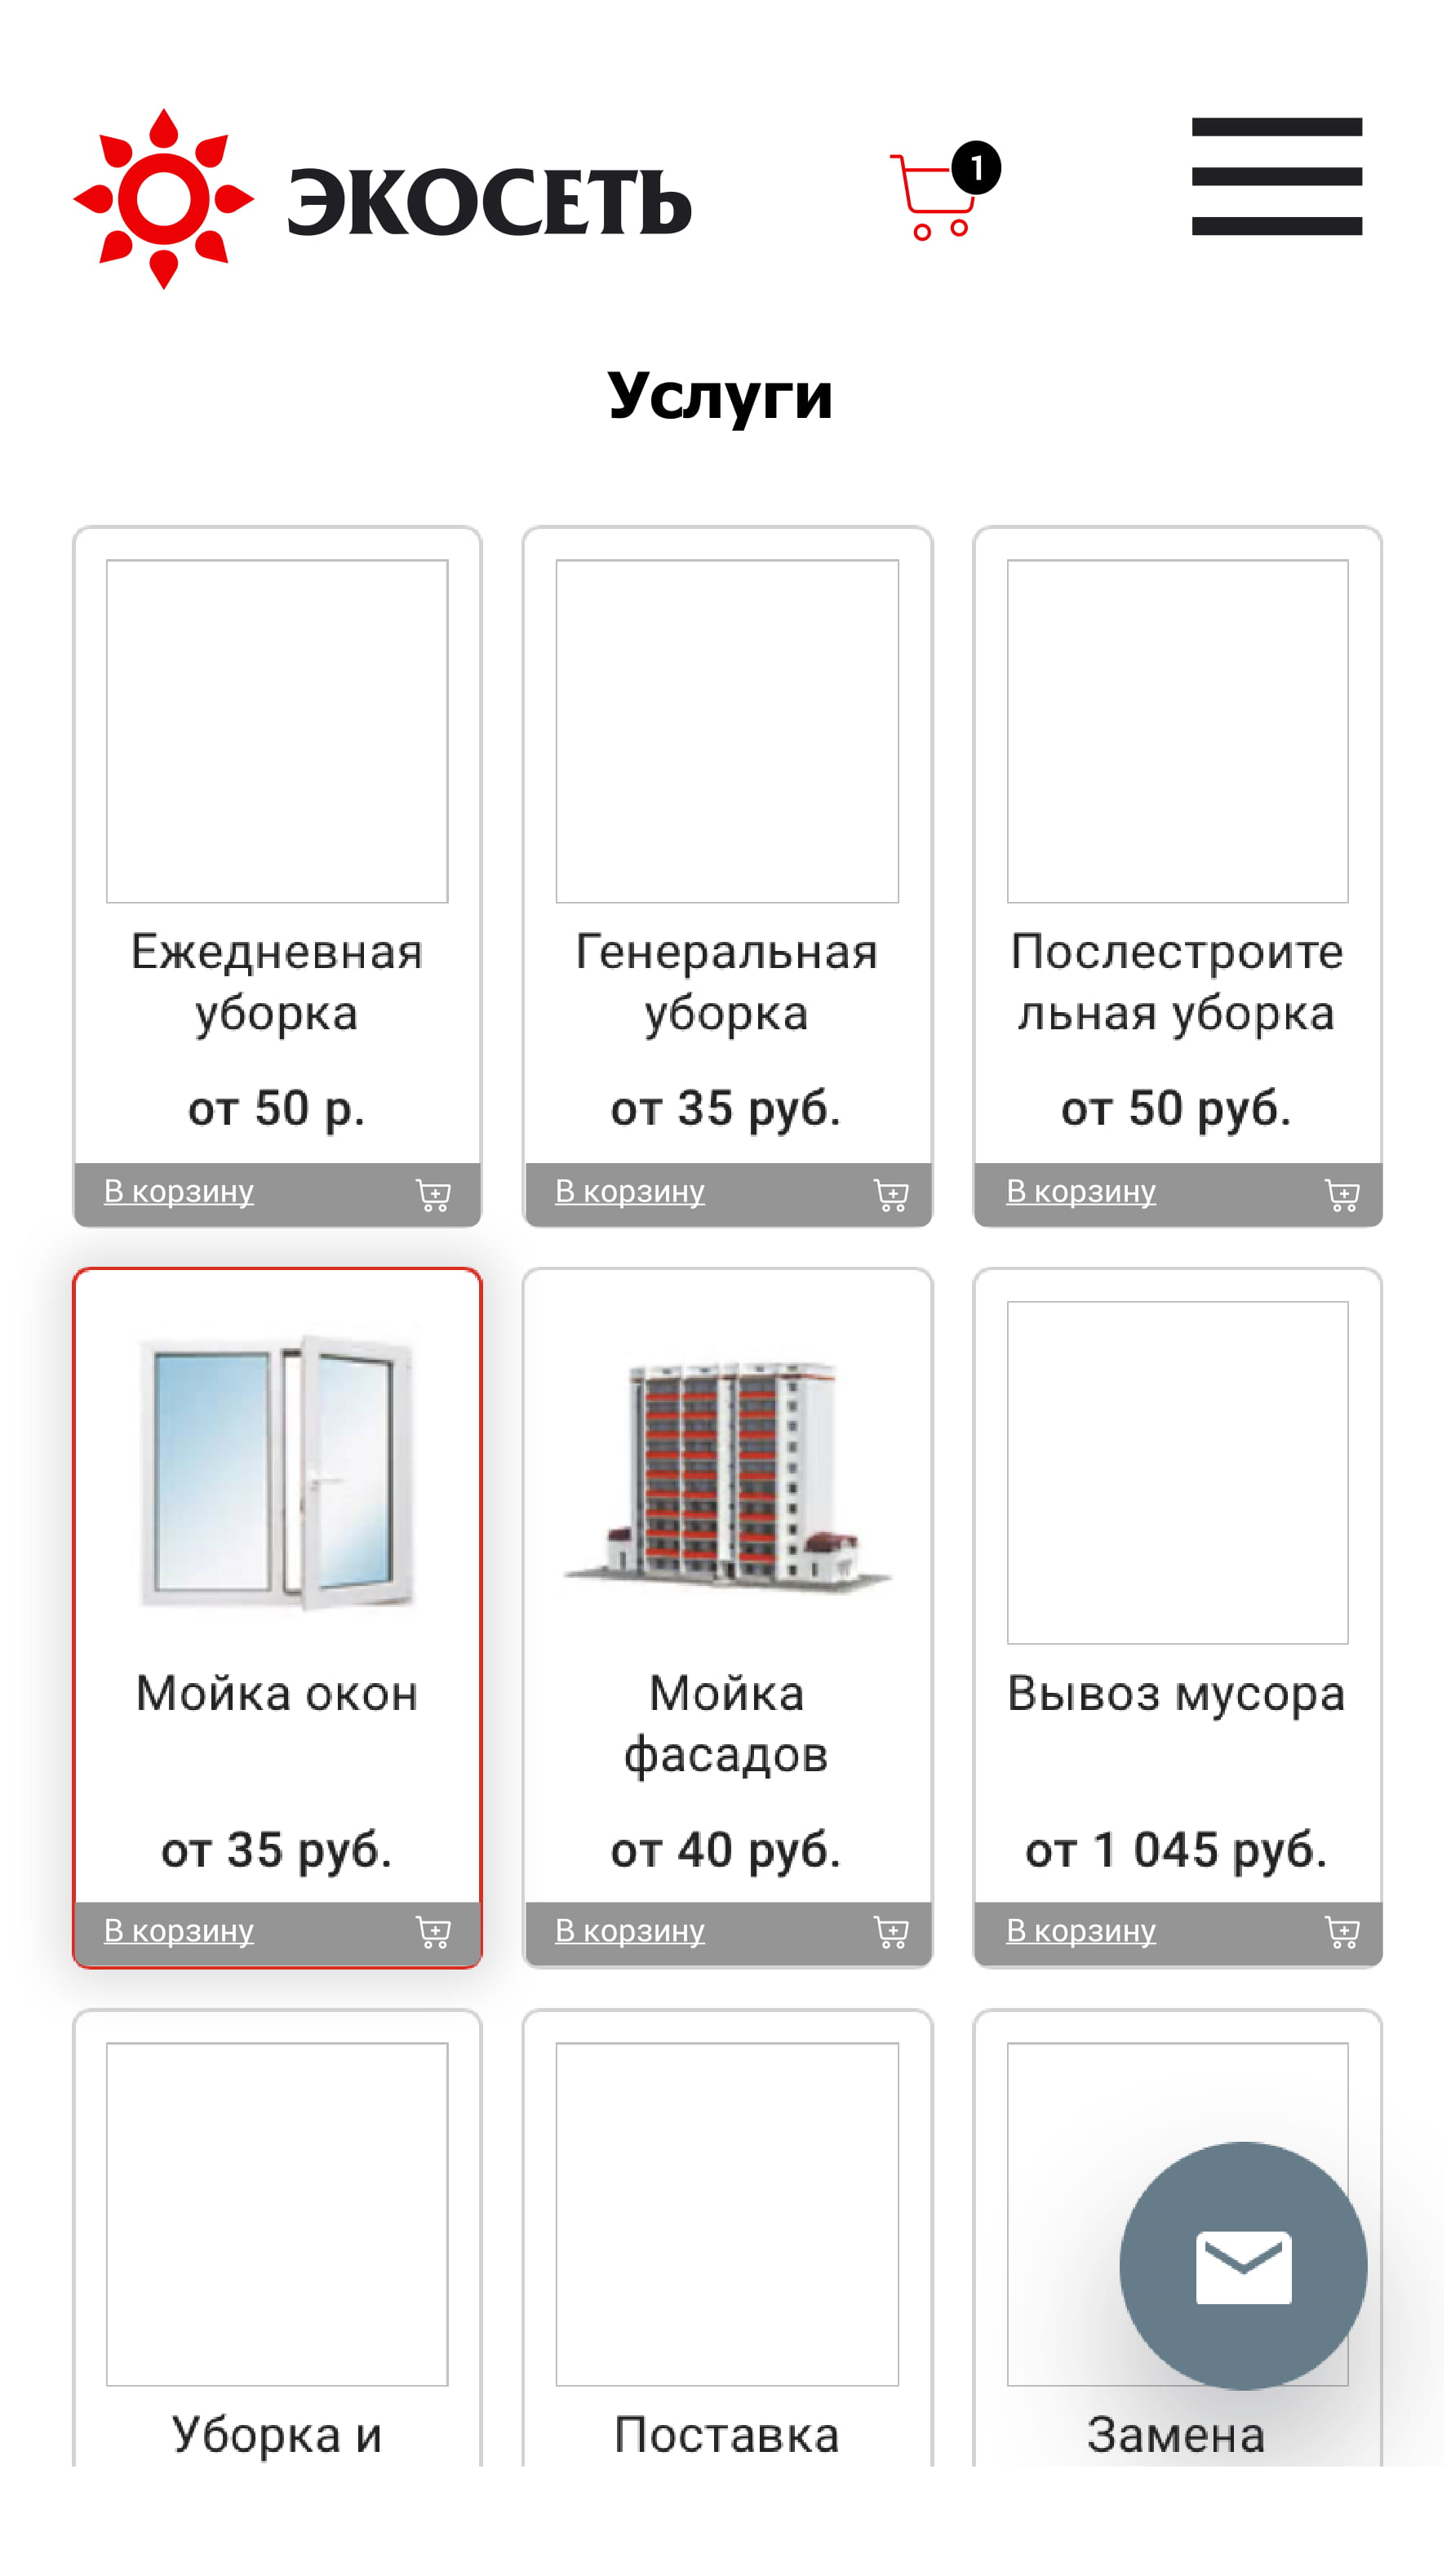 ЭКОСЕТЬ
1
Услуги
Ежедневная
уборка
от 50 р.
В корзину
Генеральная
уборка
от 35 руб.
В корзину
Послестроите
льная уборка
от 50 руб.
В корзину
Мойка окон
от 35 руб.
В корзину
Мойка
фасадов
от 40 руб.
В корзину
Вывоз мусора
от 1 045 руб.
В корзину
Уборка и
Поставка
Замена